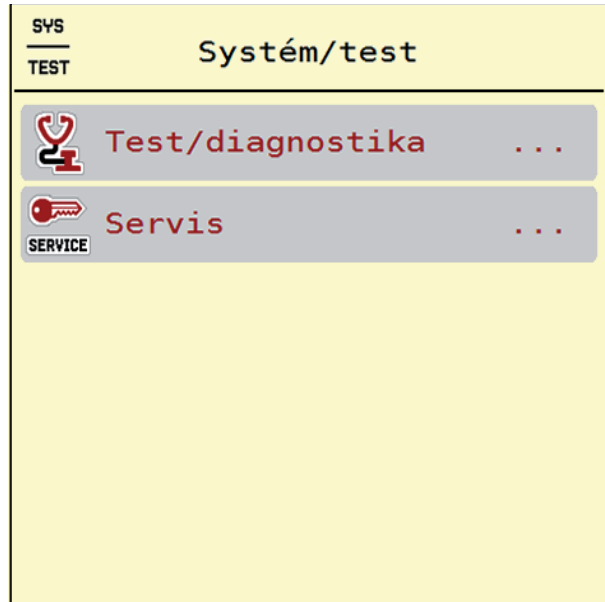 SYS
TEST
Systém/test
Test/diagnostika ...
SERVICE
Servis ...